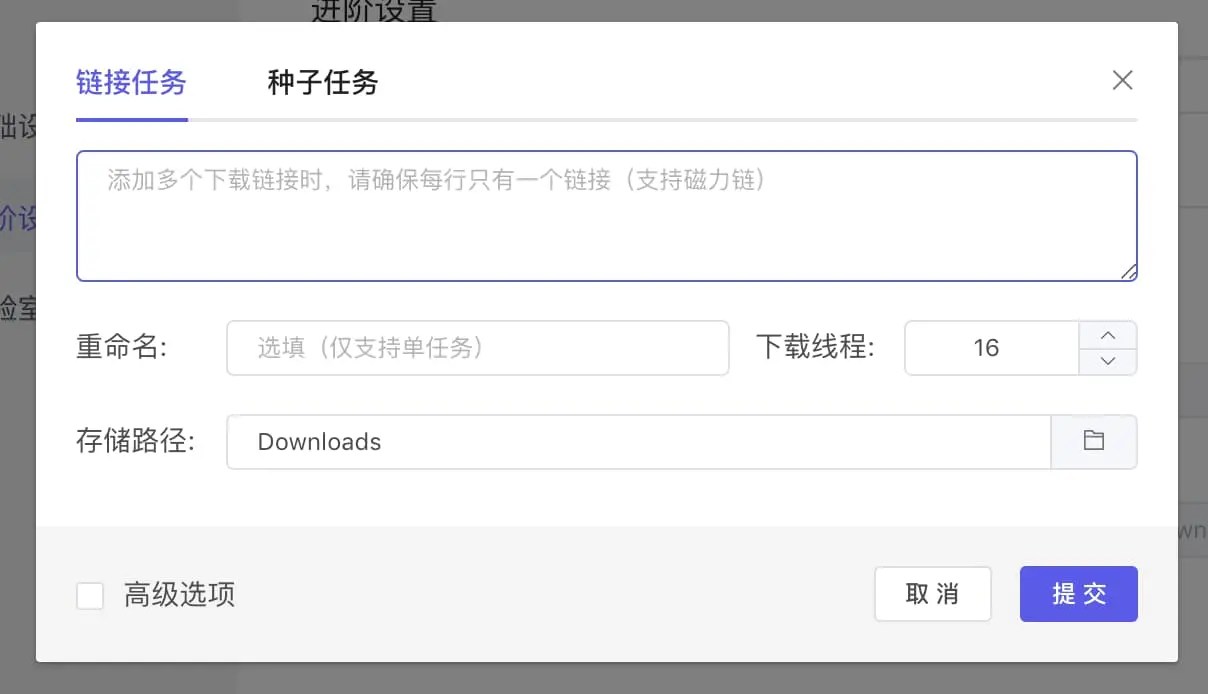 进阶设置
链接任务
种子任务
础设
添加多个下载链接时，请确保每行只有一个链接（支持磁力链）
阶设
验室
重命名:
选填（仅支持单任务）
下载线程:
16
存储路径:
Downloads
wn
高级选项
取 消
提 交